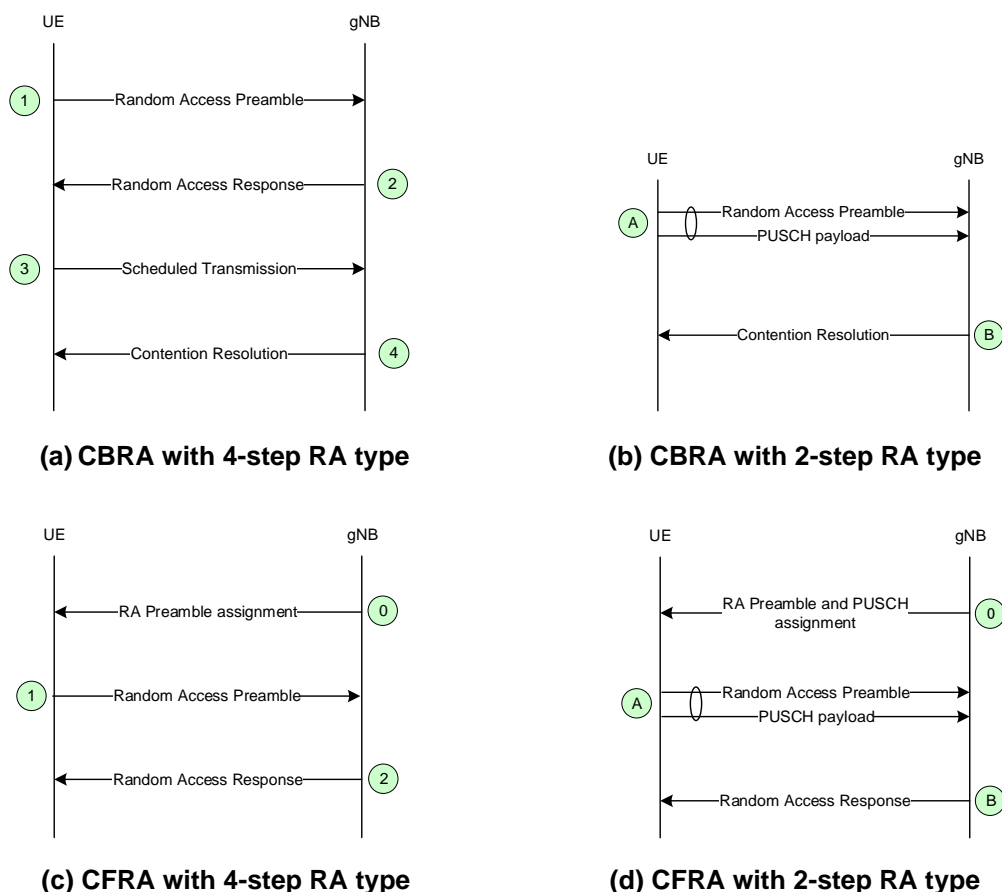 UE gNB
1 Random Access Preamble
Random Access Response 2
3 Scheduled Transmission
Contention Resolution 4
(a) CBRA with 4-step RA type
UE gNB
Random Access Preamble
A
PUSCH payload
Contention Resolution B
(b) CBRA with 2-step RA type
UE gNB
RA Preamble assignment 0
1 Random Access Preamble
Random Access Response 2
(c) CFRA with 4-step RA type
UE gNB
RA Preamble and PUSCH
assignment
0
Random Access Preamble
A
PUSCH payload
Random Access Response B
(d) CFRA with 2-step RA type